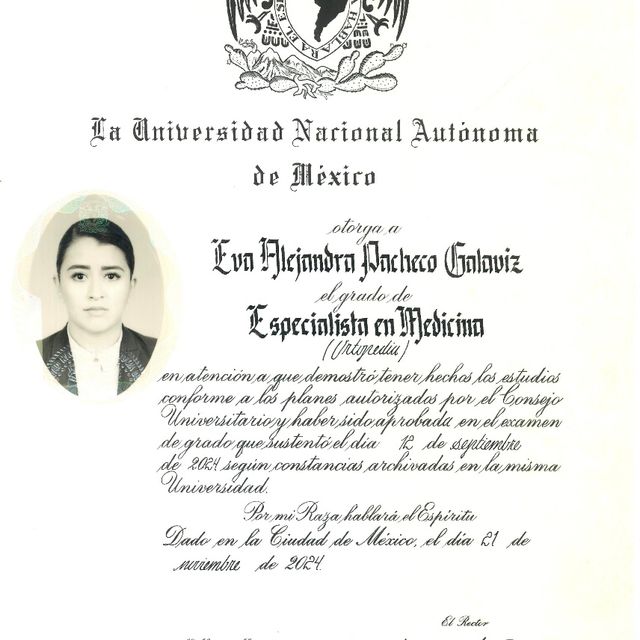 HABLARA EL ES
La Universidad Nacional Autónoma
de México
otorga a
Eva Alejandra Pacheco Galaviz
el grado de
Especialista en Medicina
(Ortopedia)
en atención a que demostró tener hechos los estudios
conforme a los planes autorizados por el Consejo
Universitario y haber sido aprobada en el examen
de grado que sustentó el día 12 de septiembre
de 2024 según constancias archivadas en la misma
Universidad.
Por mi Raza hablará el Espíritu
Dado en la Ciudad de México, el día 21 de
noviembre de 2024.
El Rector